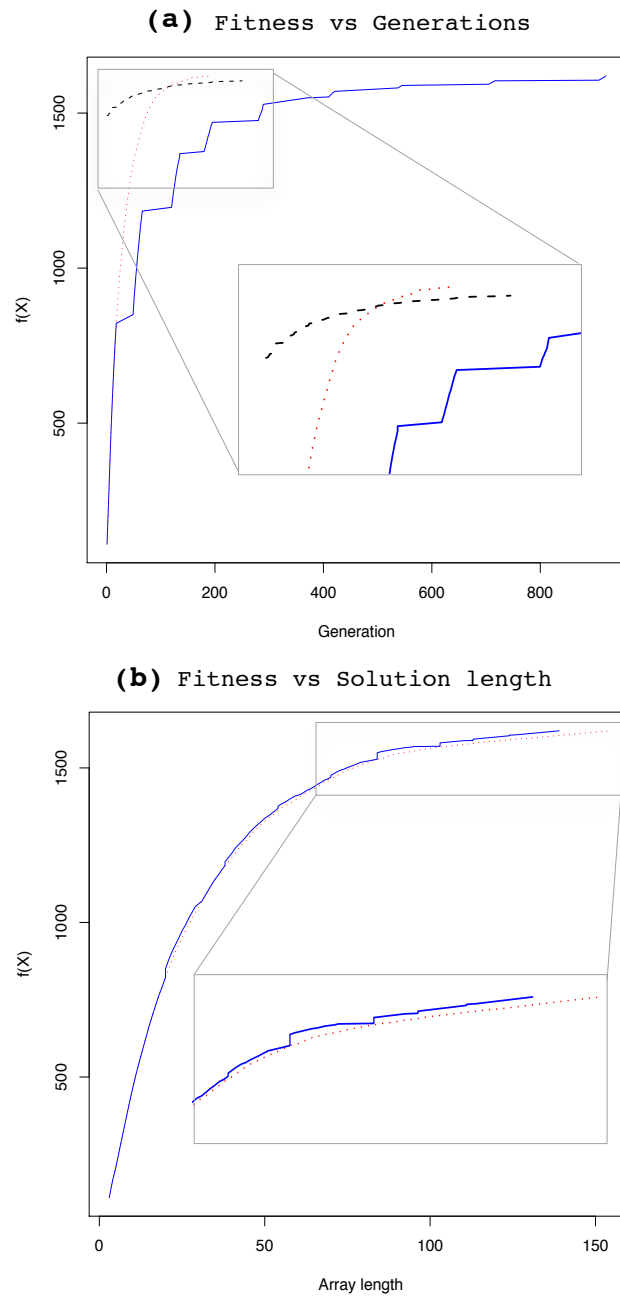 (a) Fitness vs Generations
1500
1000
500
f(X)
0 200 400 600 800
Generation
(b) Fitness vs Solution length
1500
1000
500
f(X)
0 50 100 150
Array length